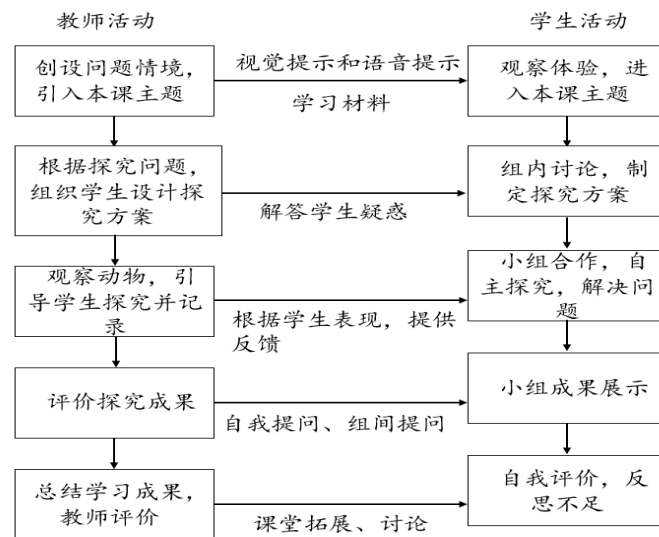 教师活动
学生活动
创设问题情境，
引入本课主题
视觉提示和语音提示
学习材料
观察体验，进
入本课主题
根据探究问题，
组织学生设计探
究方案
解答学生疑惑
组内讨论，制
定探究方案
观察动物，引
导学生探究并记
录
根据学生表现，提供
反馈
小组合作，自
主探究，解决问
题
评价探究成果
自我提问、组间提问
小组成果展示
总结学习成果，
教师评价
课堂拓展、讨论
自我评价，反
思不足